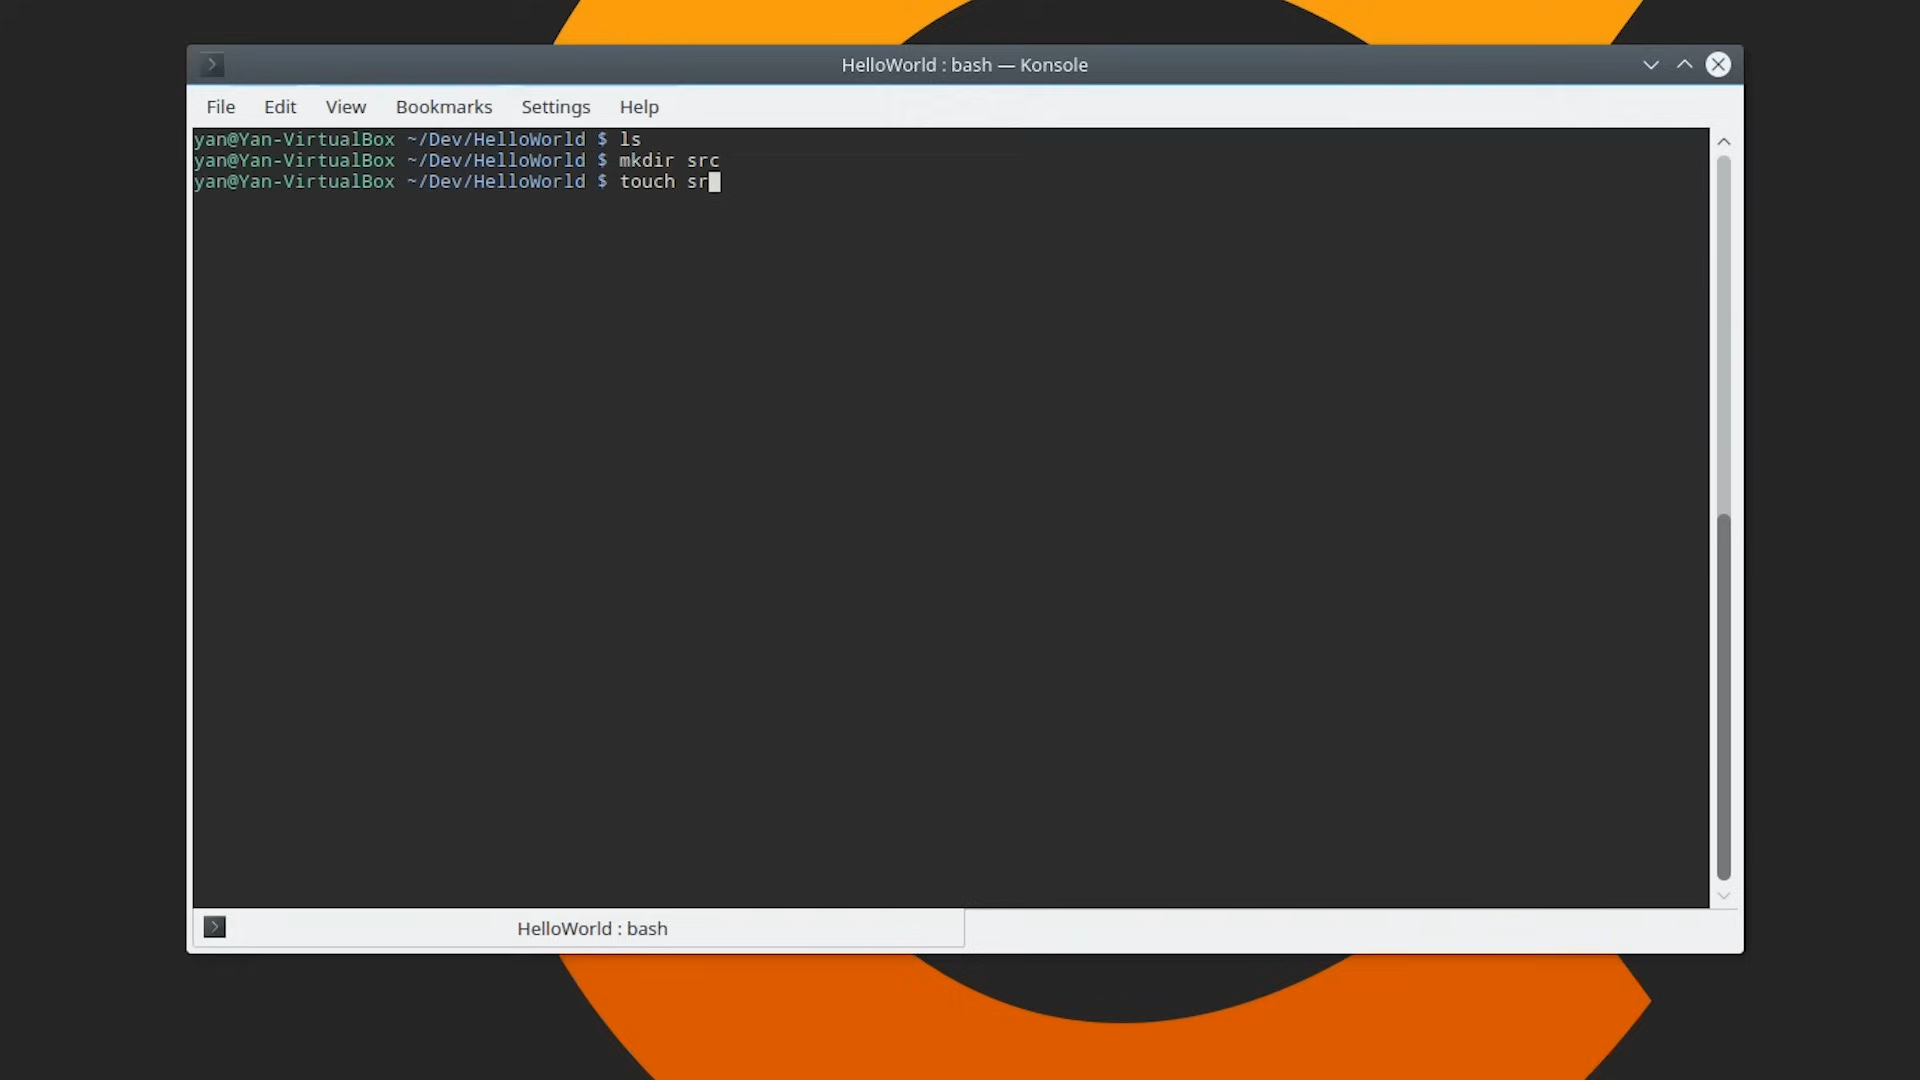 HelloWorld : bash — Konsole
File Edit View Bookmarks Settings Help
yan@Yan-VirtualBox ~/Dev/HelloWorld $ ls
yan@Yan-VirtualBox ~/Dev/HelloWorld $ mkdir src
yan@Yan-VirtualBox ~/Dev/HelloWorld $ touch sr
HelloWorld : bash